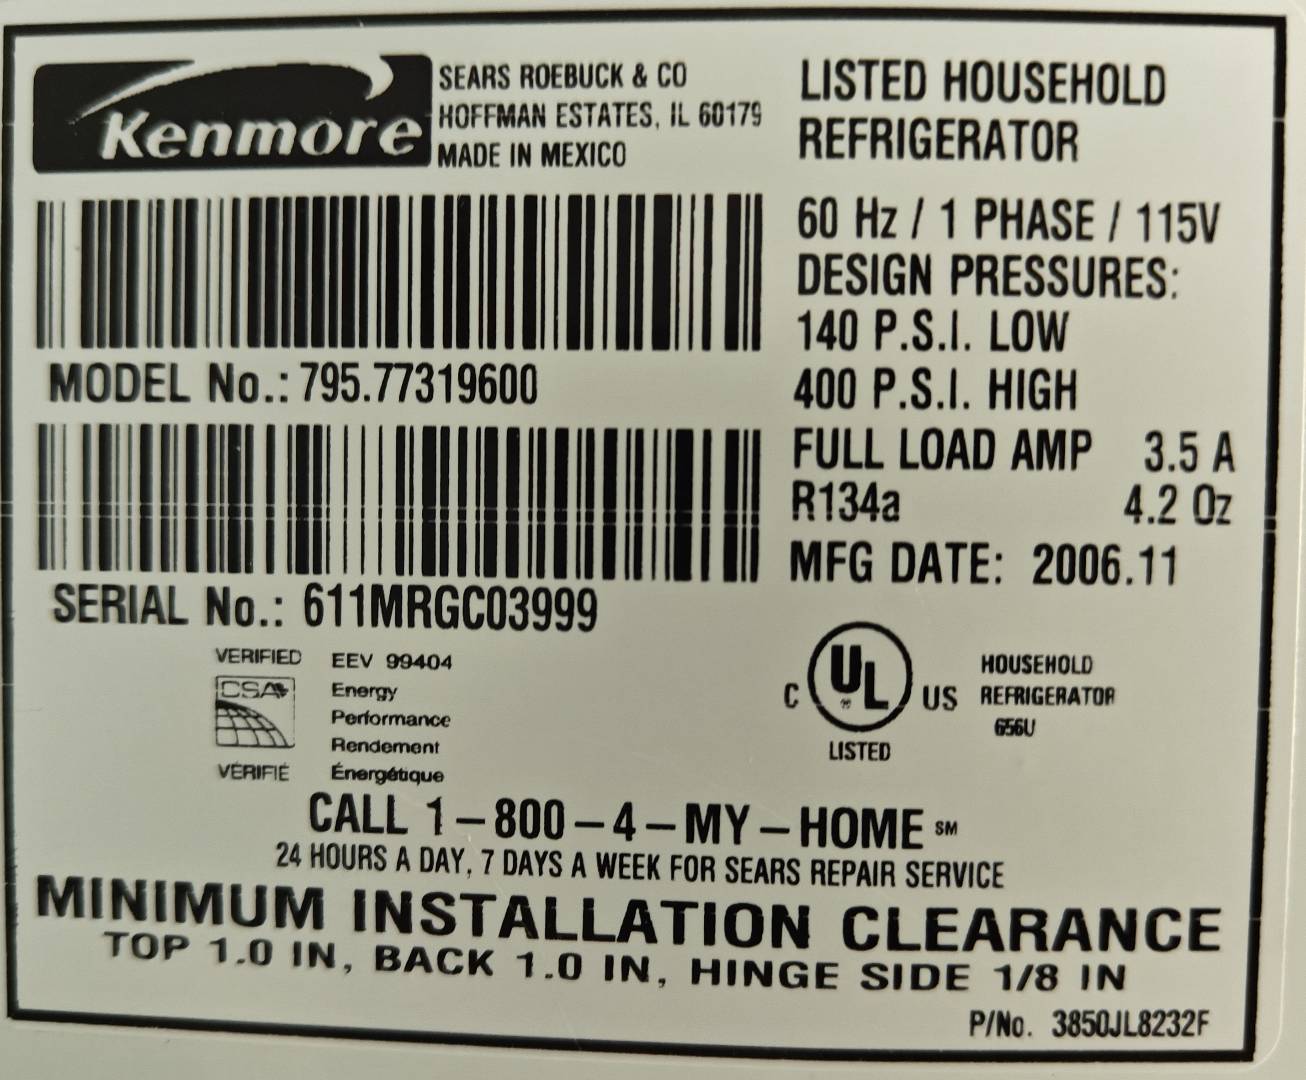 Kenmore
SEARS ROEBUCK & CO
HOFFMAN ESTATES, IL 60179
MADE IN MEXICO
MODEL No.: 795.77319600
SERIAL No.: 611MRGC03999
LISTED HOUSEHOLD
REFRIGERATOR
60 Hz / 1 PHASE / 115V
DESIGN PRESSURES:
140 P.S.I. LOW
400 P.S.I. HIGH
FULL LOAD AMP 3.5 A
R134a 4.2 Oz
MFG DATE: 2006.11
VERIFIED
CSA
VÉRIFIÉ
EEV 99404
Energy
Performance
Rendement
Énergétique
C UL US
LISTED
HOUSEHOLD
REFRIGERATOR
656U
CALL 1-800-4-MY-HOME SM
24 HOURS A DAY, 7 DAYS A WEEK FOR SEARS REPAIR SERVICE
MINIMUM INSTALLATION CLEARANCE
TOP 1.0 IN, BACK 1.0 IN, HINGE SIDE 1/8 IN
P/No. 3850JL8232F